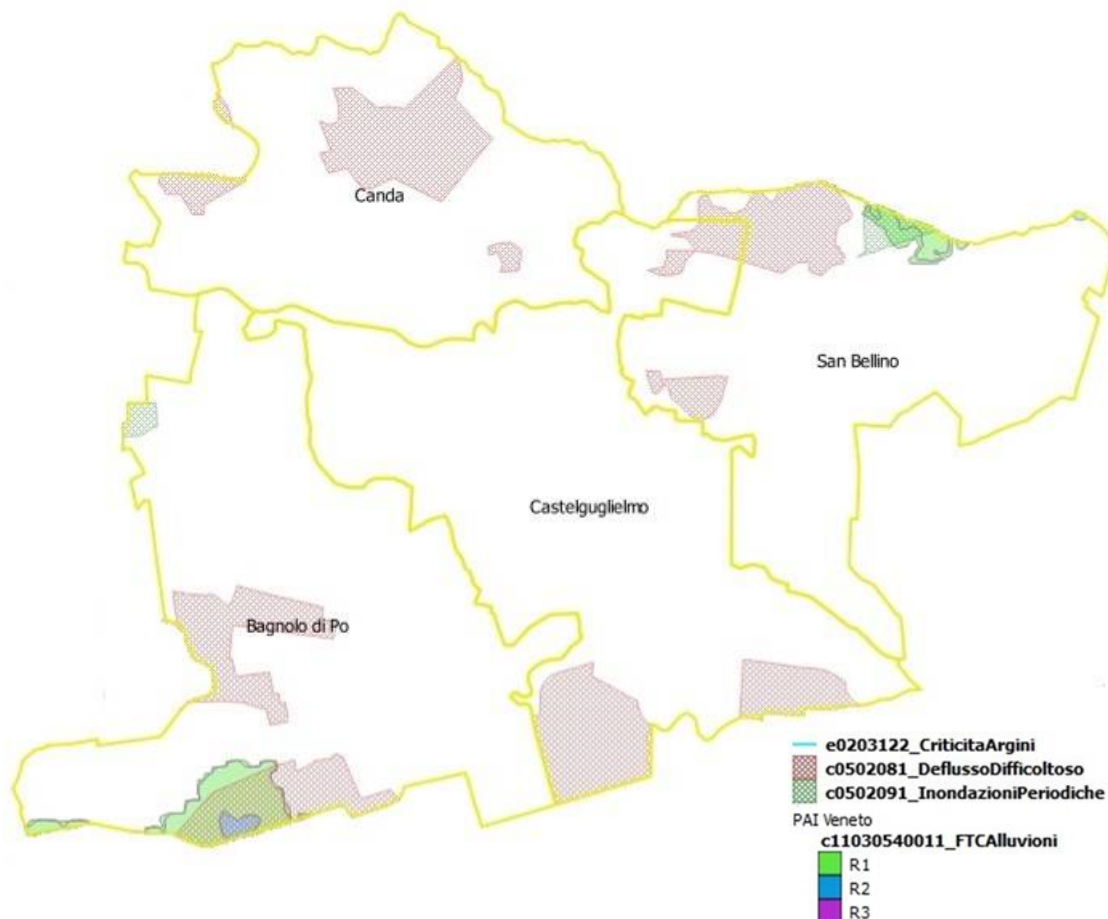 Canda
San Bellino
Castelguglielmo
Bagnolo di Po
e0203122_CriticitaArgini
c0502081_DeflussoDifficoltoso
c0502091_InondazioniPeriodiche
PAI Veneto
c11030540011_FTCAlluvioni
R1
R2
R3